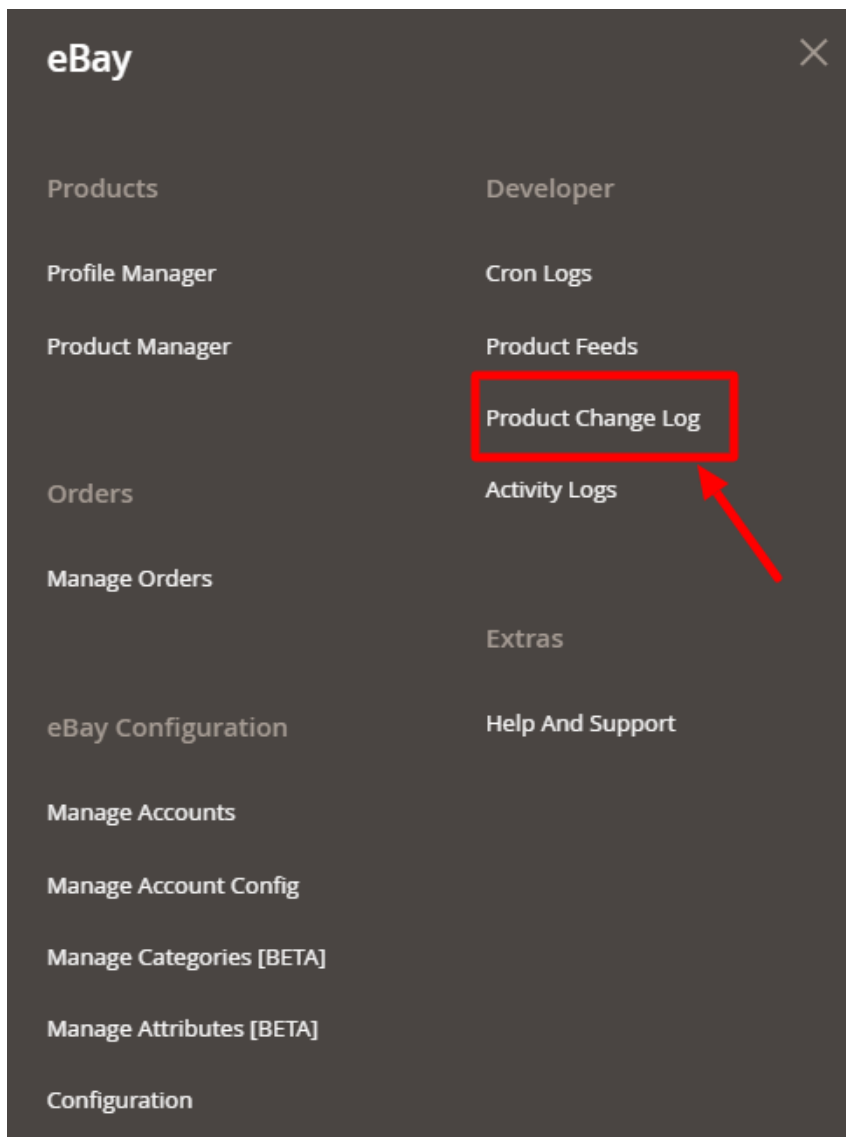 eBay
Products
Profile Manager
Product Manager
Orders
Manage Orders
eBay Configuration
Manage Accounts
Manage Account Config
Manage Categories [BETA]
Manage Attributes [BETA]
Configuration
Developer
Cron Logs
Product Feeds
Product Change Log
Activity Logs
Extras
Help And Support